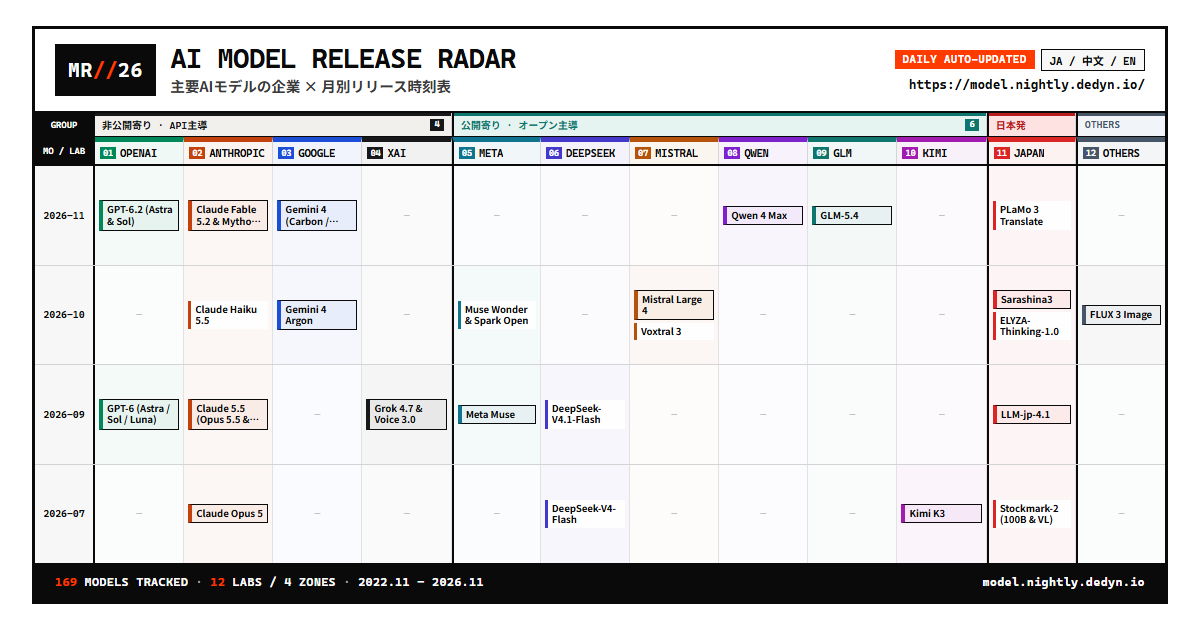 MR//26
AI MODEL RELEASE RADAR
主要AIモデルの企業 × 月別リリース時刻表
DAILY AUTO-UPDATED
JA / 中文 / EN
https://model.nightly.dedyn.io/
GROUP
非公開寄り · API主導
4
公開寄り · オープン主導
6
日本発
OTHERS
MO / LAB
01 OPENAI
02 ANTHROPIC
03 GOOGLE
04 XAI
05 META
06 DEEPSEEK
07 MISTRAL
08 QWEN
09 GLM
10 KIMI
11 JAPAN
12 OTHERS
2026-11
GPT-6.2 (Astra
& Sol)
Claude Fable
5.2 & Mytho…
Gemini 4
(Carbon /…
—
—
—
—
Qwen 4 Max
GLM-5.4
—
PLaMo 3
Translate
—
2026-10
—
Claude Haiku
5.5
Gemini 4
Argon
—
Muse Wonder
& Spark Open
—
Mistral Large
4
Voxtral 3
—
—
—
Sarashina3
ELYZA-
Thinking-1.0
FLUX 3 Image
2026-09
GPT-6 (Astra /
Sol / Luna)
Claude 5.5
(Opus 5.5 &…
—
Grok 4.7 &
Voice 3.0
Meta Muse
DeepSeek-
V4.1-Flash
—
—
—
—
LLM-jp-4.1
—
2026-07
—
Claude Opus 5
—
—
—
DeepSeek-V4-
Flash
—
—
—
Kimi K3
Stockmark-2
(100B & VL)
—
169 MODELS TRACKED · 12 LABS / 4 ZONES · 2022.11 — 2026.11
model.nightly.dedyn.io